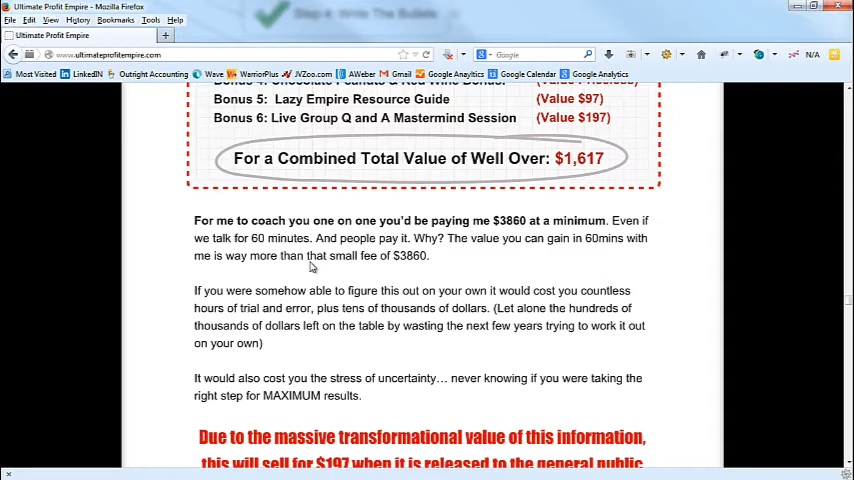 Ultimate Profit Empire - Mozilla Firefox
Step 4: Write The Bullets
File Edit View History Bookmarks Tools Help
Ultimate Profit Empire
www.ultimateprofitempire.com
Google
N/A
Most Visited LinkedIN Outright Accounting Wave WarriorPlus JVZoo.com AWeber Gmail Google Analytics Google Calendar Google Analytics
Bonus 5: Lazy Empire Resource Guide (Value $97)
Bonus 6: Live Group Q and A Mastermind Session (Value $197)
For a Combined Total Value of Well Over: $1,617
For me to coach you one on one you'd be paying me $3860 at a minimum. Even if
we talk for 60 minutes. And people pay it. Why? The value you can gain in 60mins with
me is way more than that small fee of $3860.
If you were somehow able to figure this out on your own it would cost you countless
hours of trial and error, plus tens of thousands of dollars. (Let alone the hundreds of
thousands of dollars left on the table by wasting the next few years trying to work it out
on your own)
It would also cost you the stress of uncertainty… never knowing if you were taking the
right step for MAXIMUM results.
Due to the massive transformational value of this information,
this will sell for $197 when it is released to the general public